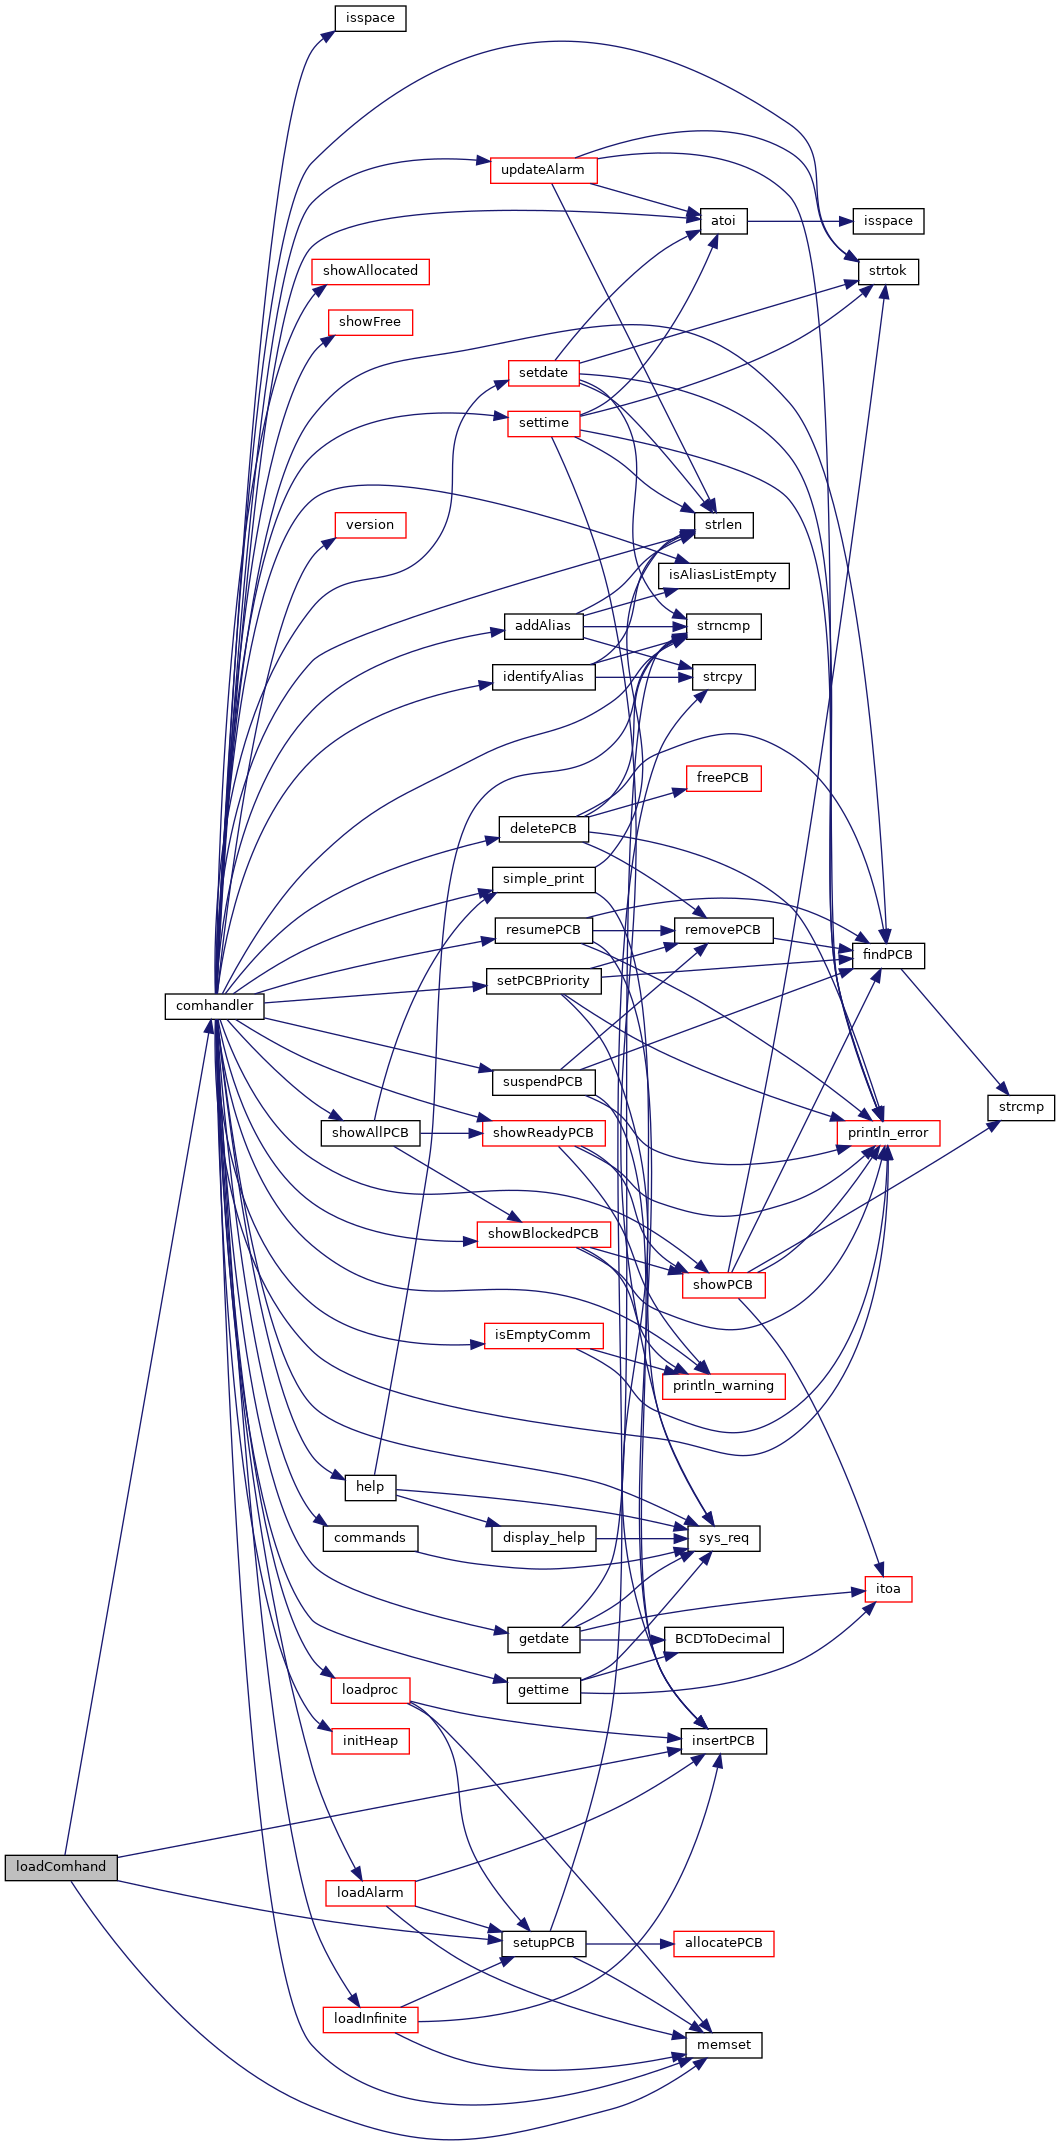 isspace
updateAlarm
atoi
isspace
strtok
showAllocated
showFree
setdate
settime
version
strlen
isAliasListEmpty
addAlias
strncmp
identifyAlias
strcpy
freePCB
deletePCB
simple_print
resumePCB
removePCB
findPCB
setPCBPriority
comhandler
suspendPCB
strcmp
showAllPCB
showReadyPCB
println_error
showBlockedPCB
showPCB
isEmptyComm
println_warning
help
commands
display_help
sys_req
itoa
getdate
BCDToDecimal
loadproc
gettime
initHeap
insertPCB
loadComhand
loadAlarm
setupPCB
allocatePCB
loadInfinite
memset